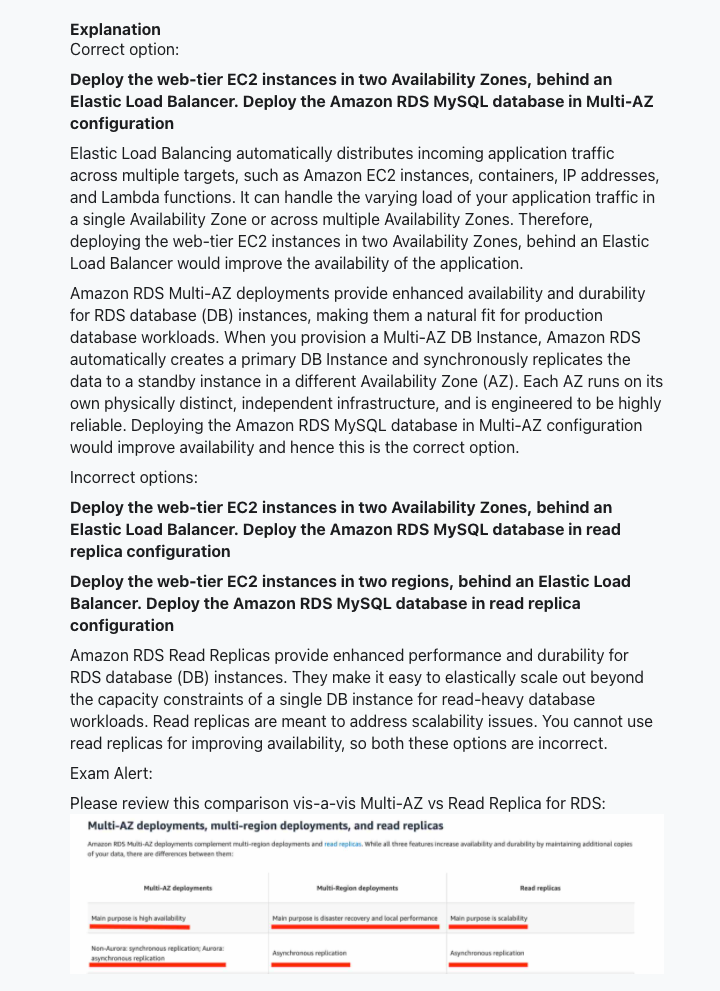 Explanation
Correct option:
Deploy the web-tier EC2 instances in two Availability Zones, behind an
Elastic Load Balancer. Deploy the Amazon RDS MySQL database in Multi-AZ
configuration
Elastic Load Balancing automatically distributes incoming application traffic
across multiple targets, such as Amazon EC2 instances, containers, IP addresses,
and Lambda functions. It can handle the varying load of your application traffic in
a single Availability Zone or across multiple Availability Zones. Therefore,
deploying the web-tier EC2 instances in two Availability Zones, behind an Elastic
Load Balancer would improve the availability of the application.
Amazon RDS Multi-AZ deployments provide enhanced availability and durability
for RDS database (DB) instances, making them a natural fit for production
database workloads. When you provision a Multi-AZ DB Instance, Amazon RDS
automatically creates a primary DB Instance and synchronously replicates the
data to a standby instance in a different Availability Zone (AZ). Each AZ runs on its
own physically distinct, independent infrastructure, and is engineered to be highly
reliable. Deploying the Amazon RDS MySQL database in Multi-AZ configuration
would improve availability and hence this is the correct option.
Incorrect options:
Deploy the web-tier EC2 instances in two Availability Zones, behind an
Elastic Load Balancer. Deploy the Amazon RDS MySQL database in read
replica configuration
Deploy the web-tier EC2 instances in two regions, behind an Elastic Load
Balancer. Deploy the Amazon RDS MySQL database in read replica
configuration
Amazon RDS Read Replicas provide enhanced performance and durability for
RDS database (DB) instances. They make it easy to elastically scale out beyond
the capacity constraints of a single DB instance for read-heavy database
workloads. Read replicas are meant to address scalability issues. You cannot use
read replicas for improving availability, so both these options are incorrect.
Exam Alert:
Please review this comparison vis-a-vis Multi-AZ vs Read Replica for RDS:
Multi-AZ deployments, multi-region deployments, and read replicas
Amazon RDS Multi-AZ deployments complement multi-region deployments and read replicas. While all three features increase availability and durability by maintaining additional copies
of your data, there are differences between them:
Multi-AZ deployments Multi-Region deployments Read replicas
Main purpose is high availability Main purpose is disaster recovery and local performance Main purpose is scalability
Non-Aurora: synchronous replication; Aurora:
asynchronous replication Asynchronous replication Asynchronous replication